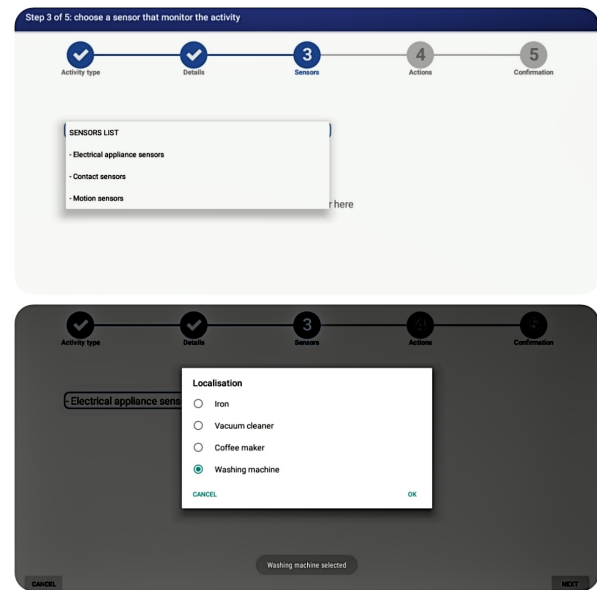 Step 3 of 5: choose a sensor that monitor the activity
3 4 5
Activity type Details Sensors Actions Confirmation
SENSORS LIST
- Electrical appliance sensors
- Contact sensors
- Motion sensors
r here
3
Activity type Details Sensors Actions Confirmation
- Electrical appliance sens
Localisation
Iron
Vacuum cleaner
Coffee maker
Washing machine
CANCEL OK
Washing machine selected
CANCEL NEXT